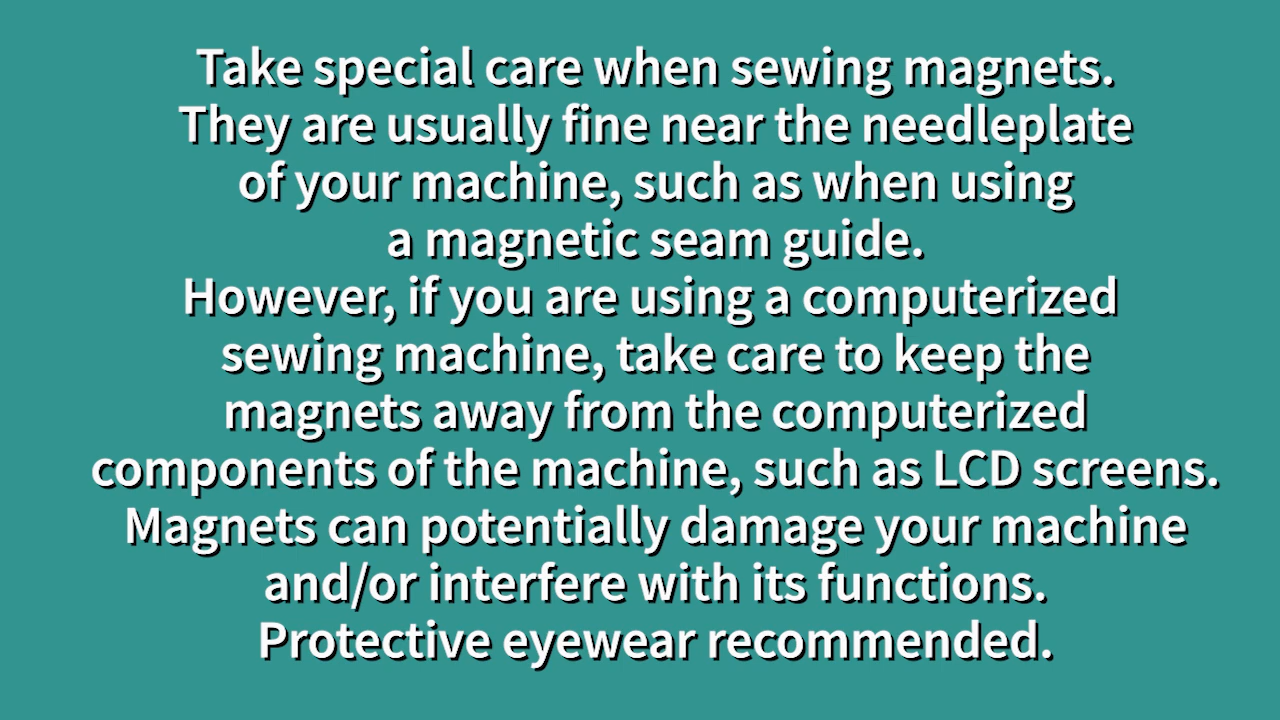 Take special care when sewing magnets.
They are usually fine near the needleplate
of your machine, such as when using
a magnetic seam guide.
However, if you are using a computerized
sewing machine, take care to keep the
magnets away from the computerized
components of the machine, such as LCD screens.
Magnets can potentially damage your machine
and/or interfere with its functions.
Protective eyewear recommended.